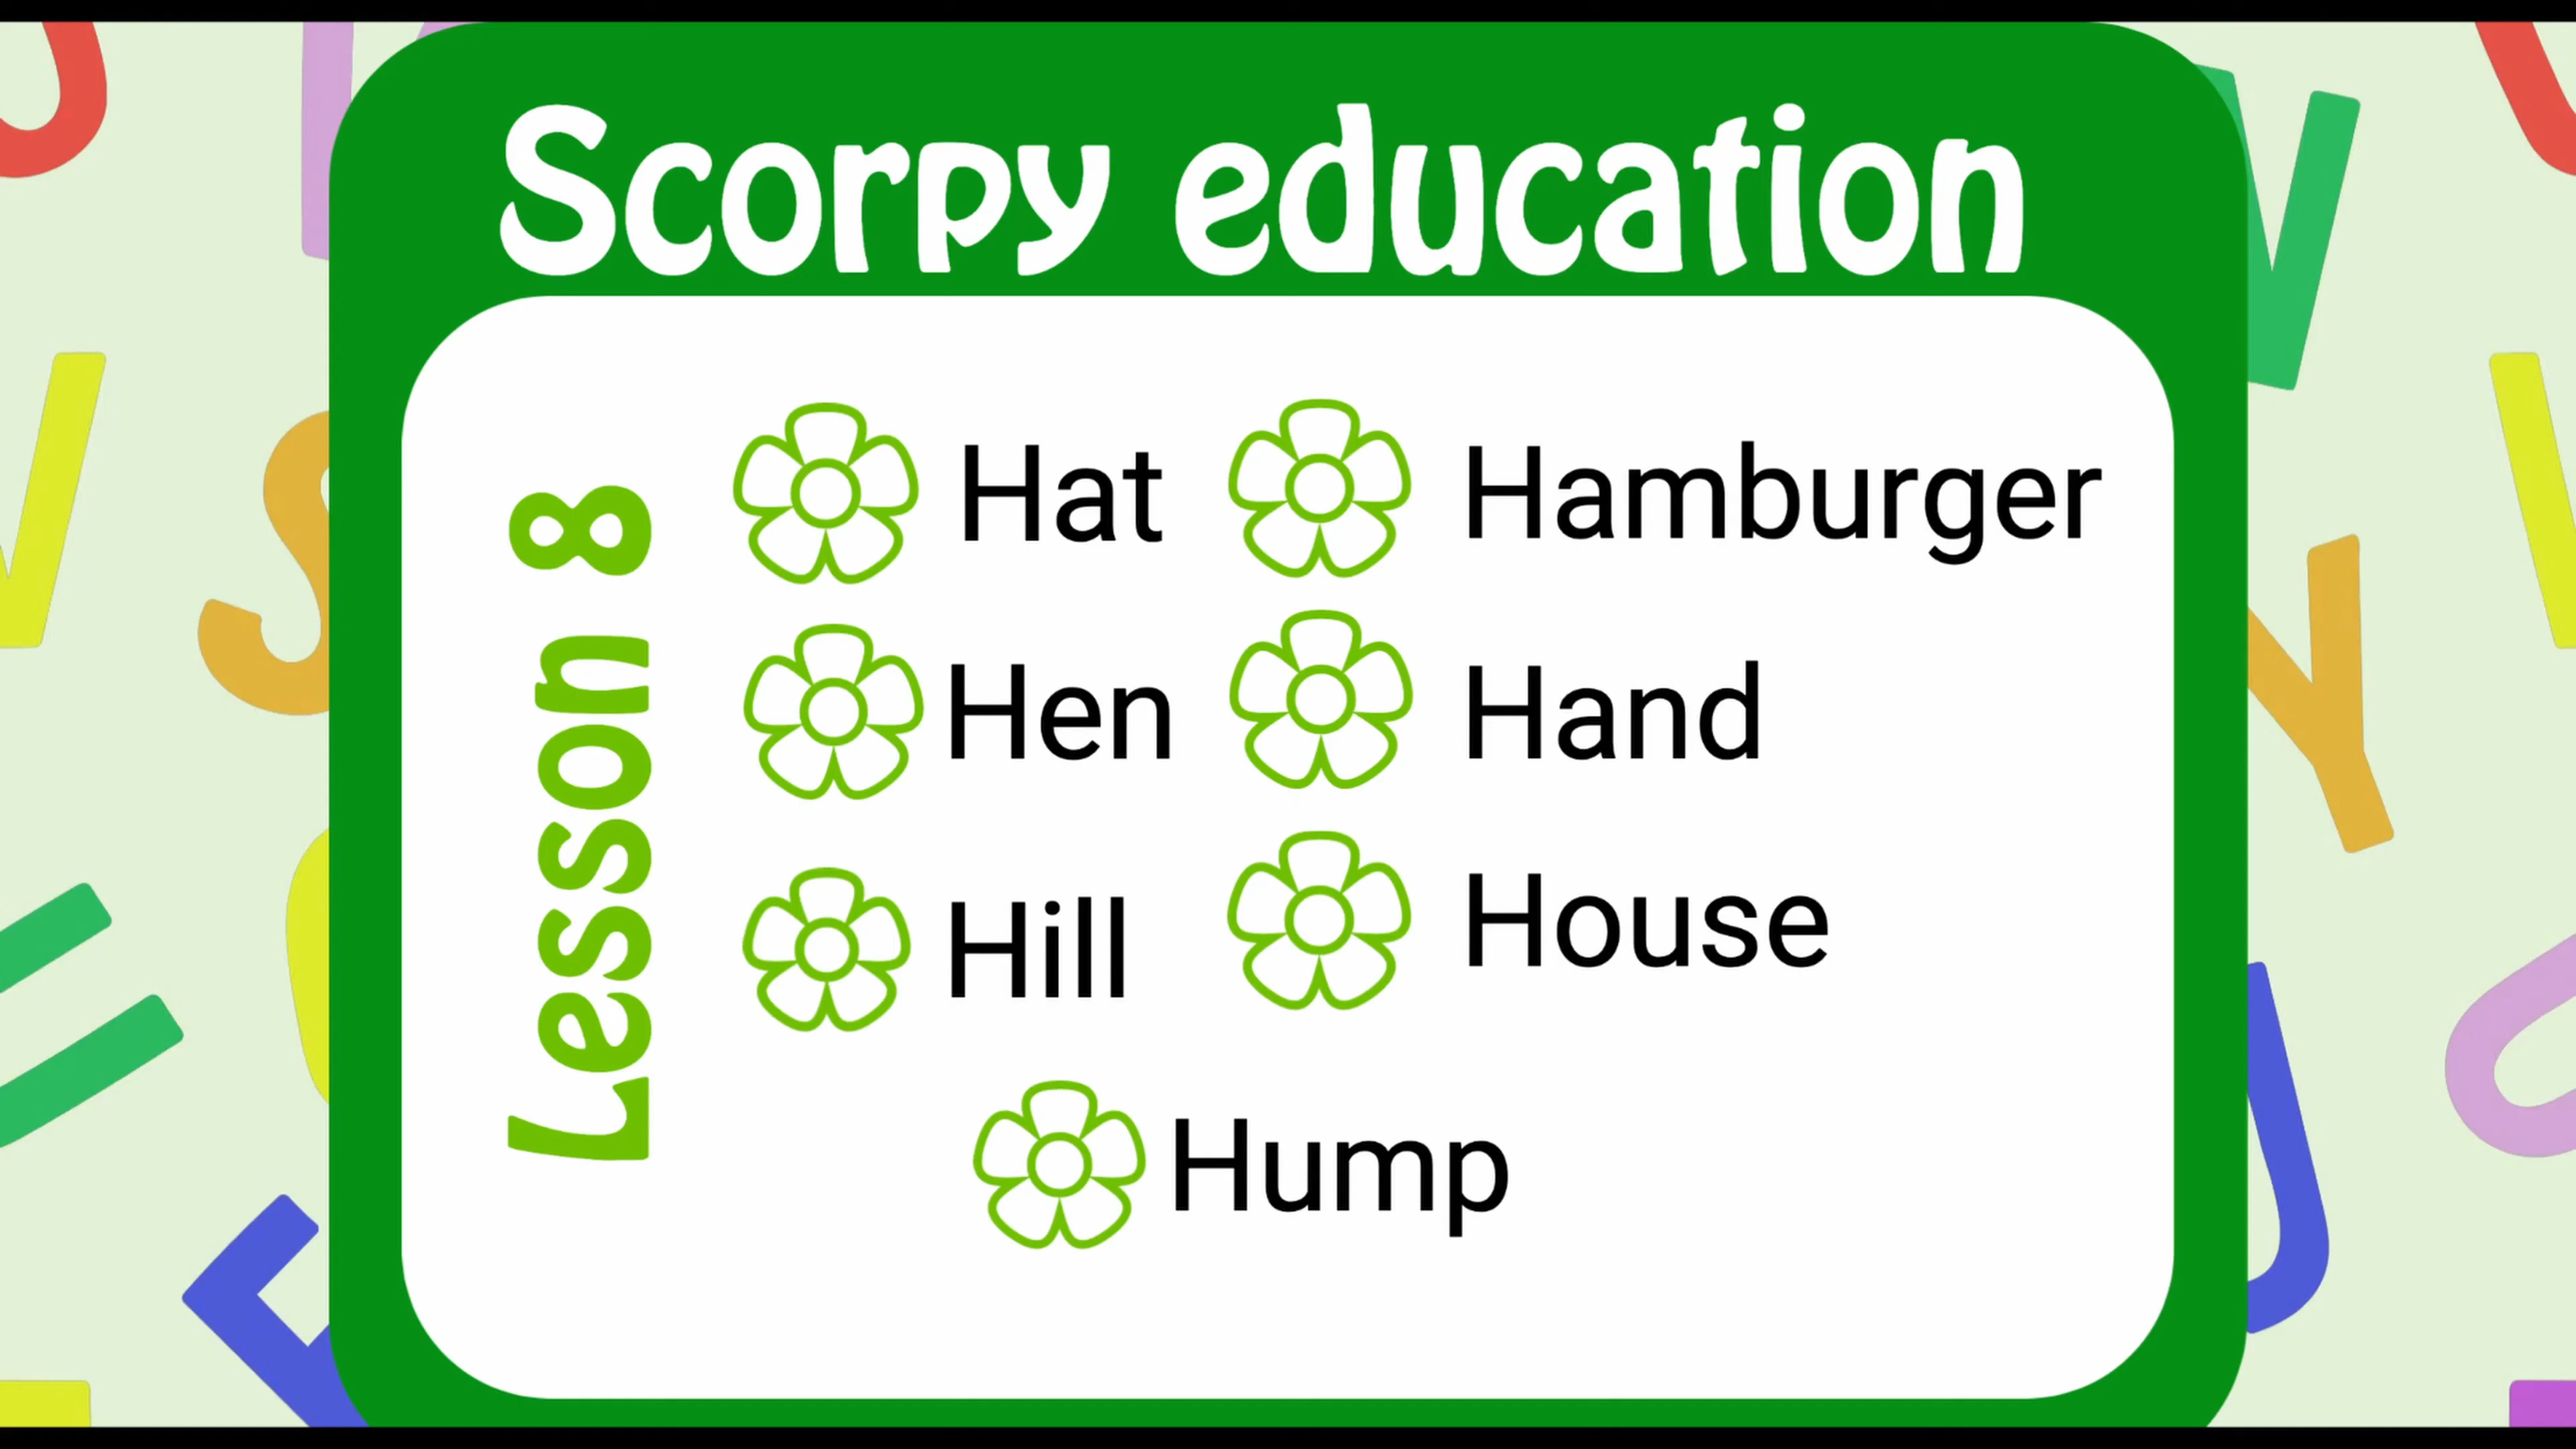 Scorpy education
Lesson 8
Hat
Hamburger
Hen
Hand
Hill
House
Hump